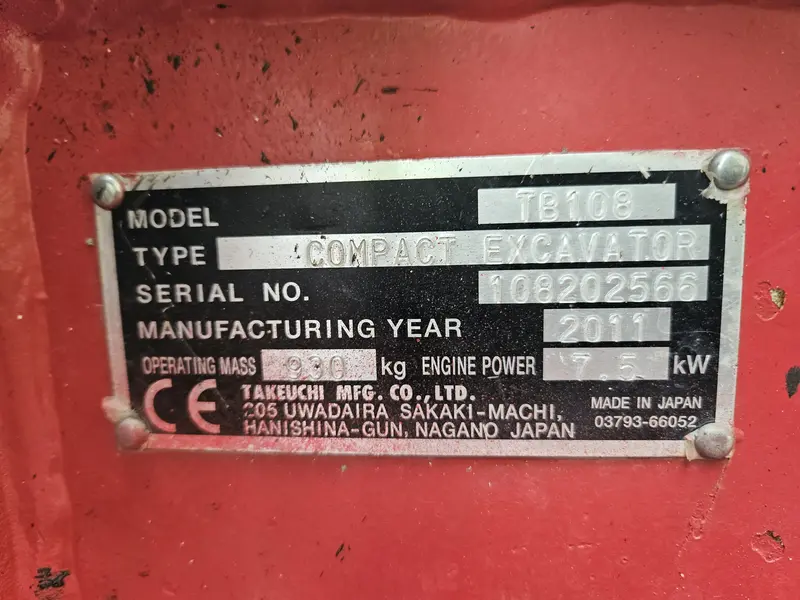 MODEL TB108
TYPE COMPACT EXCAVATOR
SERIAL NO. 108202566
MANUFACTURING YEAR 2011
OPERATING MASS 930 kg ENGINE POWER 7.5 kW
CE TAKEUCHI MFG. CO.,LTD.
205 UWADAIRA SAKAKI-MACHI,
HANISHINA-GUN, NAGANO JAPAN
MADE IN JAPAN
03793-66052